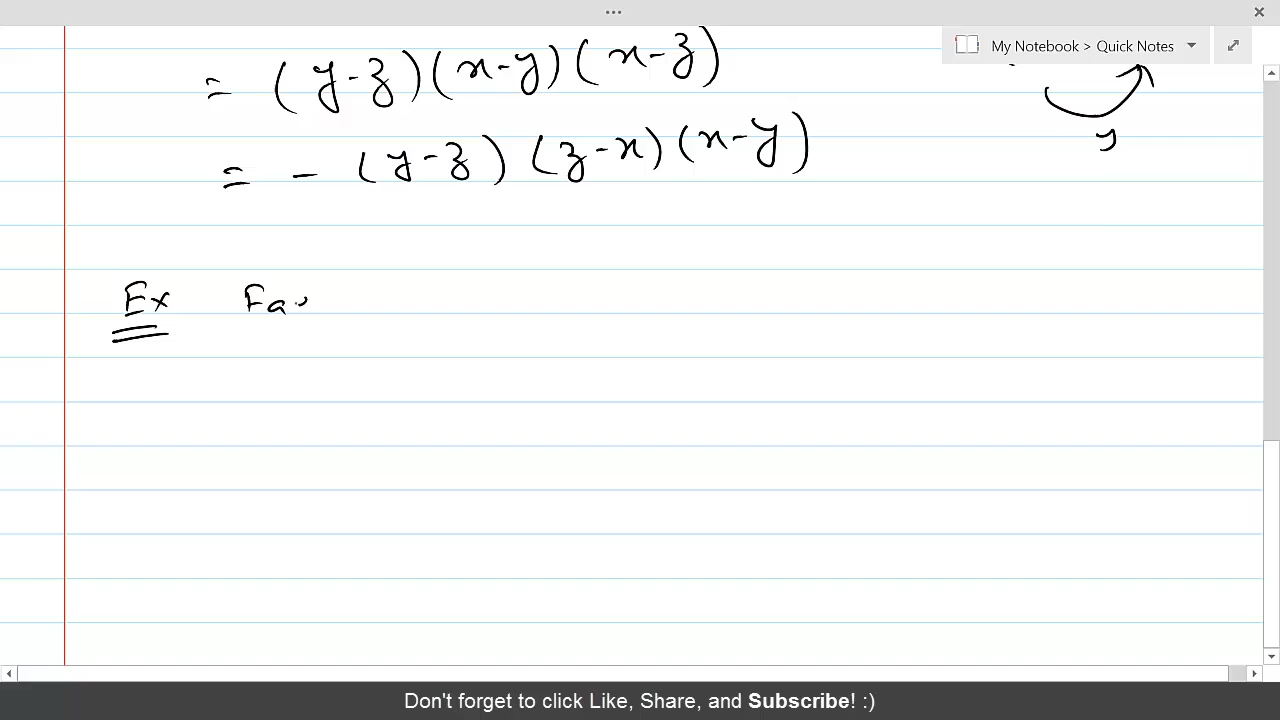 ...
My Notebook > Quick Notes
= (y-z)(x-y)(x-z)
= - (y-z) (z-x) (x-y)
y
Ex Fa
Don't forget to click Like, Share, and Subscribe! :)